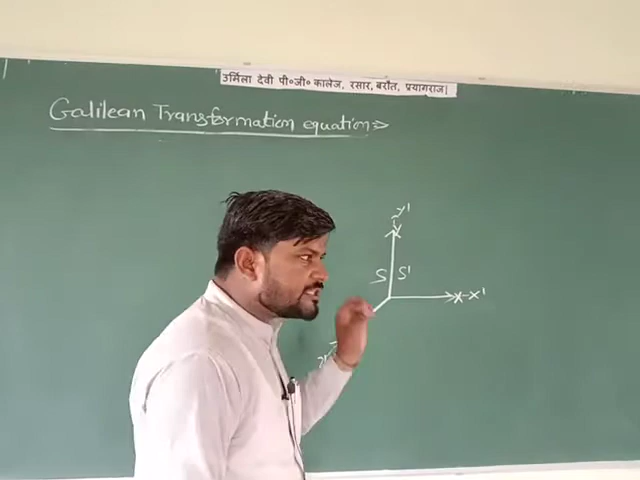 उर्मिला देवी पी०जी० कालेज, रसार, बरौत, प्रयागराज।
Galilean Transformation equation ⇒
Y'
Y
S S'
X-X'